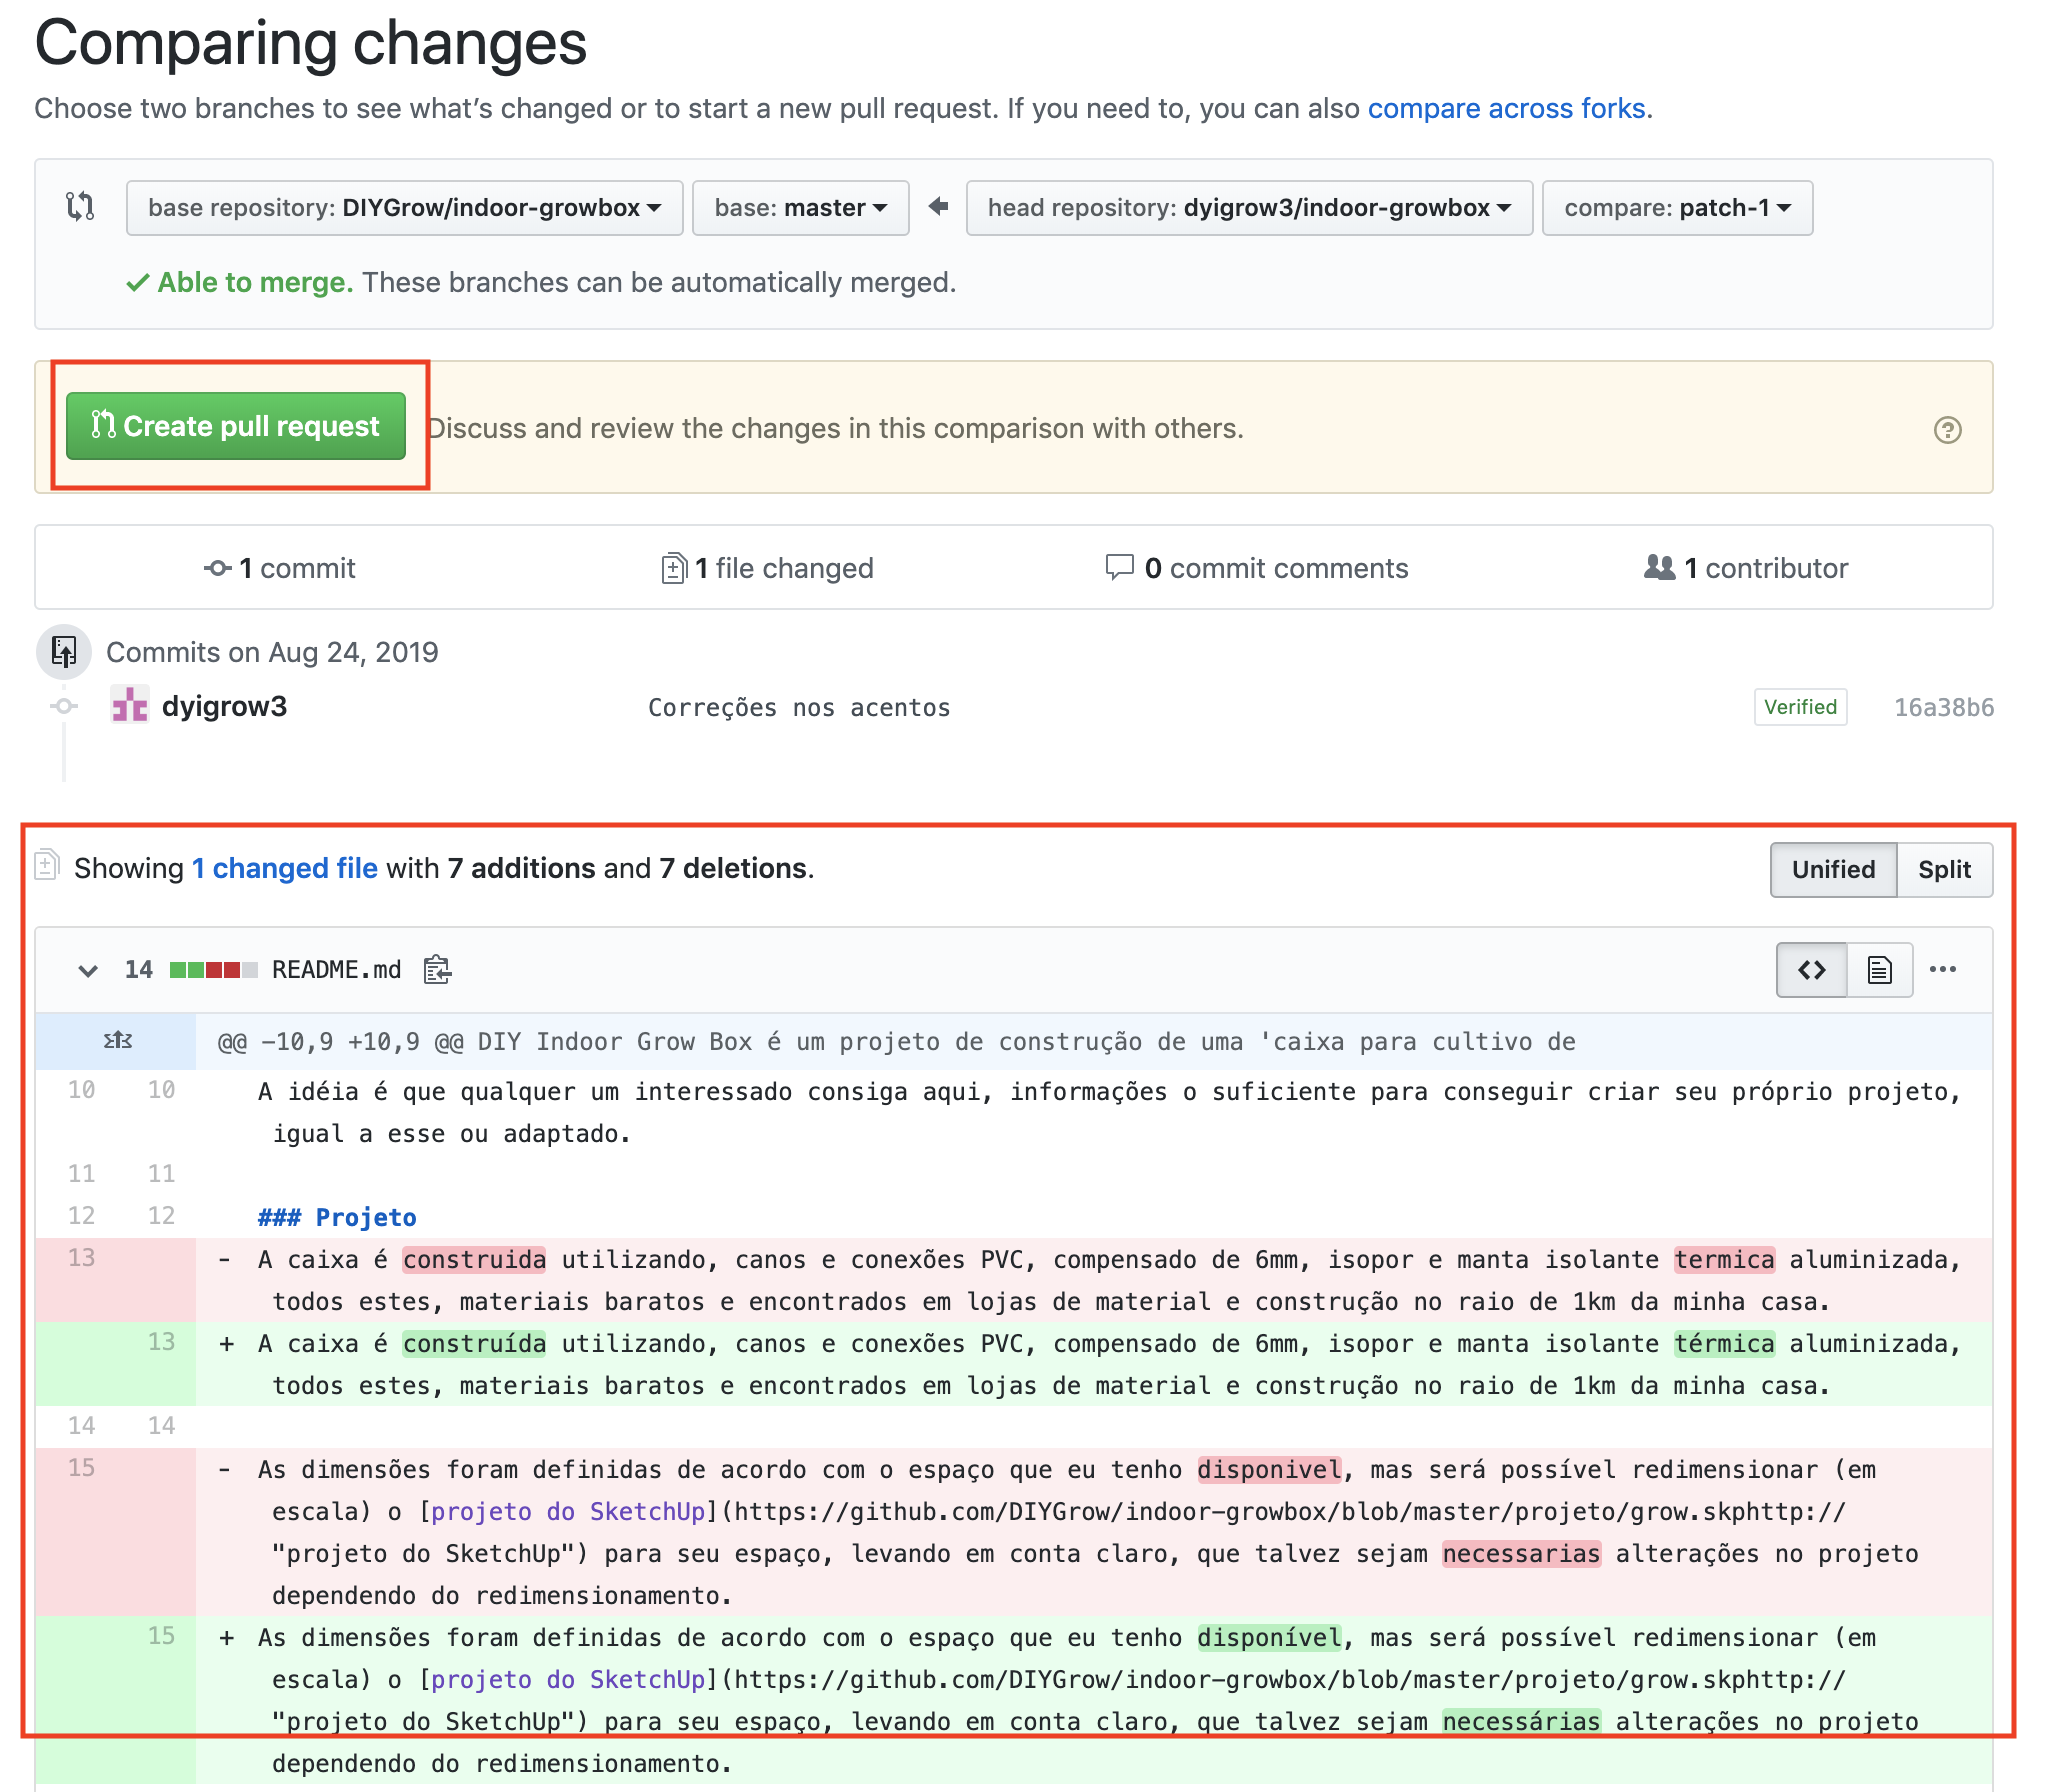 Comparing changes
Choose two branches to see what’s changed or to start a new pull request. If you need to, you can also compare across forks.
base repository: DIYGrow/indoor-growbox base: master head repository: dyigrow3/indoor-growbox compare: patch-1
Able to merge. These branches can be automatically merged.
Create pull request Discuss and review the changes in this comparison with others.
1 commit 1 file changed 0 commit comments 1 contributor
Commits on Aug 24, 2019
dyigrow3 Correções nos acentos Verified 16a38b6
Showing 1 changed file with 7 additions and 7 deletions. Unified Split
14 README.md
@@ -10,9 +10,9 @@ DIY Indoor Grow Box é um projeto de construção de uma 'caixa para cultivo de
10 10 A idéia é que qualquer um interessado consiga aqui, informações o suficiente para conseguir criar seu próprio projeto,
igual a esse ou adaptado.
11 11
12 12 ### Projeto
13 - A caixa é construida utilizando, canos e conexões PVC, compensado de 6mm, isopor e manta isolante termica aluminizada,
todos estes, materiais baratos e encontrados em lojas de material e construção no raio de 1km da minha casa.
13 + A caixa é construída utilizando, canos e conexões PVC, compensado de 6mm, isopor e manta isolante térmica aluminizada,
todos estes, materiais baratos e encontrados em lojas de material e construção no raio de 1km da minha casa.
14 14
15 - As dimensões foram definidas de acordo com o espaço que eu tenho disponivel, mas será possível redimensionar (em
escala) o [projeto do SketchUp](https://github.com/DIYGrow/indoor-growbox/blob/master/projeto/grow.skphttp://
"projeto do SketchUp") para seu espaço, levando em conta claro, que talvez sejam necessarias alterações no projeto
dependendo do redimensionamento.
15 + As dimensões foram definidas de acordo com o espaço que eu tenho disponível, mas será possível redimensionar (em
escala) o [projeto do SketchUp](https://github.com/DIYGrow/indoor-growbox/blob/master/projeto/grow.skphttp://
"projeto do SketchUp") para seu espaço, levando em conta claro, que talvez sejam necessárias alterações no projeto
dependendo do redimensionamento.